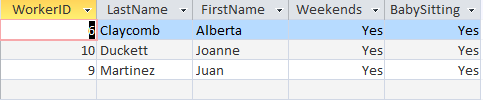 WorkerID LastName FirstName Weekends BabySitting
6 Claycomb Alberta Yes Yes
10 Duckett Joanne Yes Yes
9 Martinez Juan Yes Yes